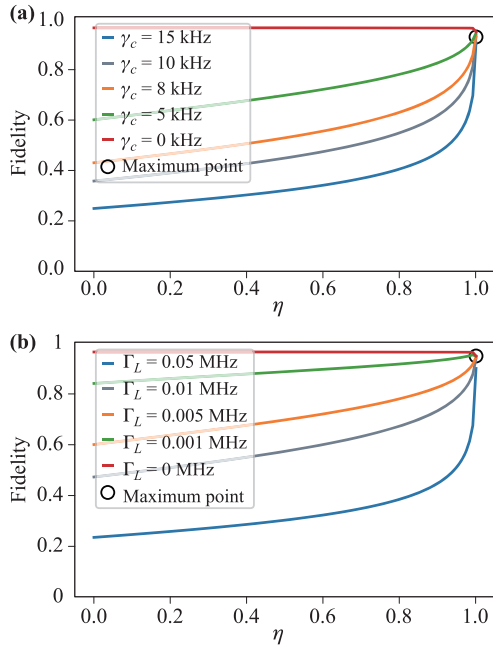 (a)
1.0
0.8
0.6
0.4
0.2
0.0
Fidelity
γc = 15 kHz
γc = 10 kHz
γc = 8 kHz
γc = 5 kHz
γc = 0 kHz
Maximum point
0.0 0.2 0.4 0.6 0.8 1.0
η
(b)
1
0.8
0.6
0.4
0.2
0
Fidelity
ΓL = 0.05 MHz
ΓL = 0.01 MHz
ΓL = 0.005 MHz
ΓL = 0.001 MHz
ΓL = 0 MHz
Maximum point
0.0 0.2 0.4 0.6 0.8 1.0
η